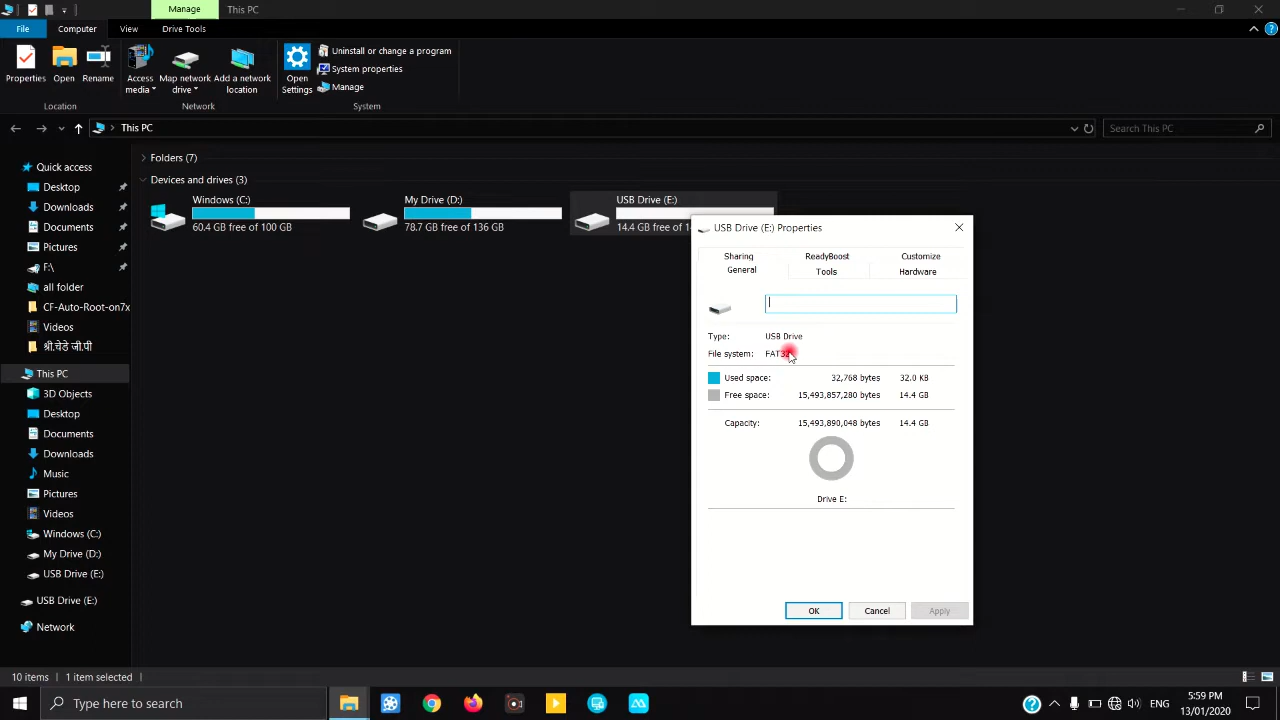 Manage
This PC
File
Computer
View
Drive Tools
Properties
Open
Rename
Access media
Map network drive
Add a network location
Open Settings
Uninstall or change a program
System properties
Manage
Location
Network
System
This PC
Search This PC
Quick access
Desktop
Downloads
Documents
Pictures
F:\
all folder
CF-Auto-Root-on7x
Videos
श्री.चेठे जी.पी
This PC
3D Objects
Desktop
Documents
Downloads
Music
Pictures
Videos
Windows (C:)
My Drive (D:)
USB Drive (E:)
USB Drive (E:)
Network
Folders (7)
Devices and drives (3)
Windows (C:)
60.4 GB free of 100 GB
My Drive (D:)
78.7 GB free of 136 GB
USB Drive (E:)
14.4 GB free of
USB Drive (E:) Properties
Sharing
ReadyBoost
Customize
General
Tools
Hardware
Type: USB Drive
File system: FAT32
Used space: 32,768 bytes 32.0 KB
Free space: 15,493,857,280 bytes 14.4 GB
Capacity: 15,493,890,048 bytes 14.4 GB
Drive E:
OK
Cancel
Apply
10 items
1 item selected
Type here to search
ENG
5:59 PM
13/01/2020